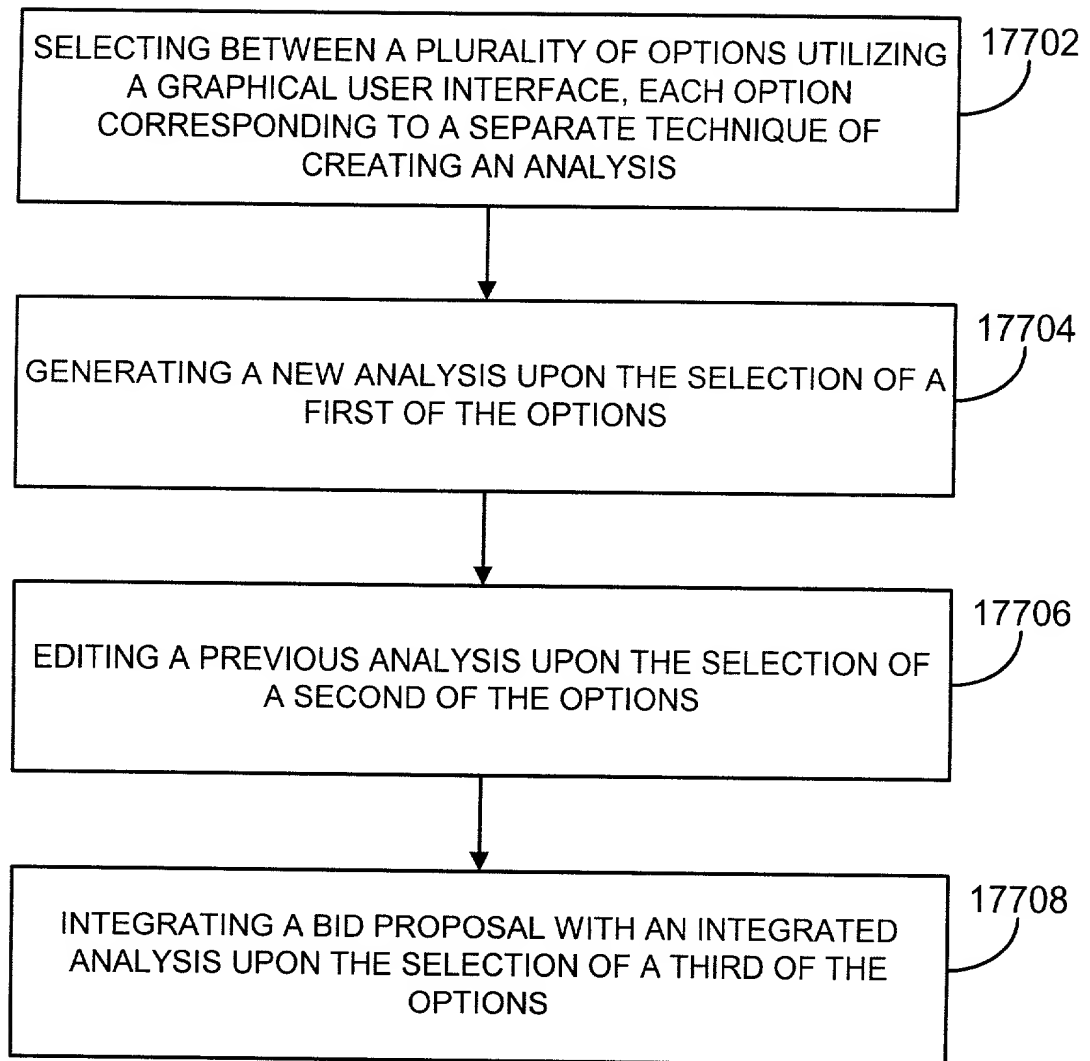 SELECTING BETWEEN A PLURALITY OF OPTIONS UTILIZING
A GRAPHICAL USER INTERFACE, EACH OPTION
CORRESPONDING TO A SEPARATE TECHNIQUE OF
CREATING AN ANALYSIS
17702
GENERATING A NEW ANALYSIS UPON THE SELECTION OF A
FIRST OF THE OPTIONS
17704
EDITING A PREVIOUS ANALYSIS UPON THE SELECTION OF
A SECOND OF THE OPTIONS
17706
INTEGRATING A BID PROPOSAL WITH AN INTEGRATED
ANALYSIS UPON THE SELECTION OF A THIRD OF THE
OPTIONS
17708